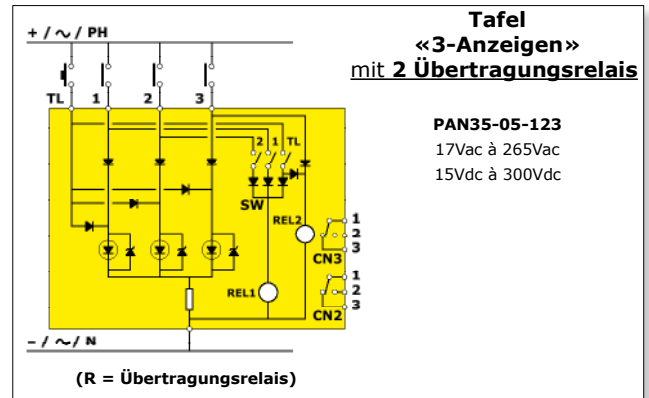 + / ∿ / PH
TL 1 2 3
2 1 TL
SW
REL2
1
2
3
CN3
REL1
1
2
3
CN2
- / ∿ / N
(R = Übertragungsrelais)
Tafel
«3-Anzeigen»
mit 2 Übertragungsrelais
PAN35-05-123
17Vac à 265Vac
15Vdc à 300Vdc